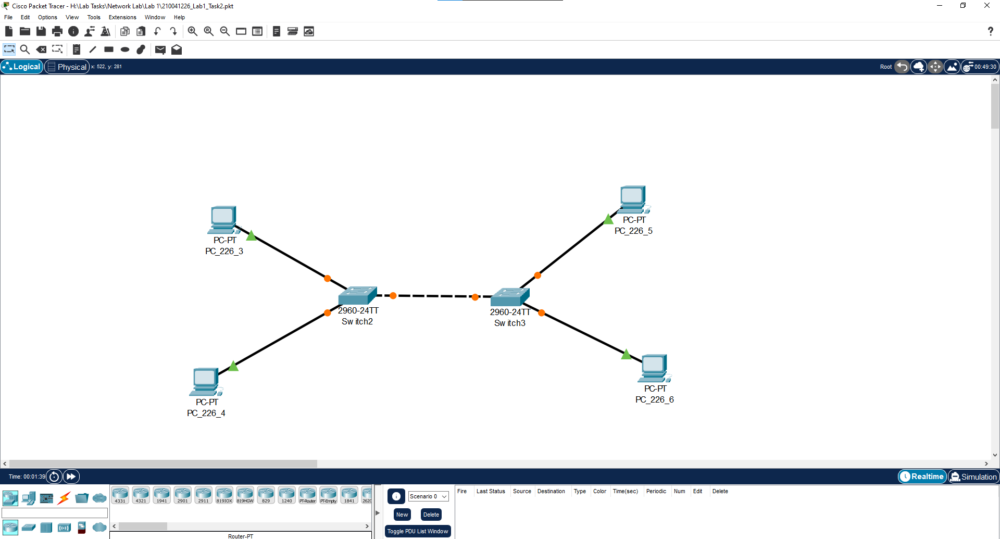 Cisco Packet Tracer - H:\Lab Tasks\Network Lab\Lab 1\210041226_Lab1_Task2.pkt
File Edit Options View Tools Extensions Window Help
?
Logical Physical x: 522, y: 281 Root 00:49:30
PC-PT
PC_226_5
PC-PT
PC_226_3
2960-24TT
Switch2
2960-24TT
Switch3
PC-PT
PC_226_6
PC-PT
PC_226_4
Time: 00:01:39 Realtime Simulation
4331 4321 1941 2901 2911 819IOX 819HGW 829 1240 PT-Router PT-Empty 1841 2620
Router-PT
Scenario 0
New Delete
Toggle PDU List Window
Fire Last Status Source Destination Type Color Time(sec) Periodic Num Edit Delete